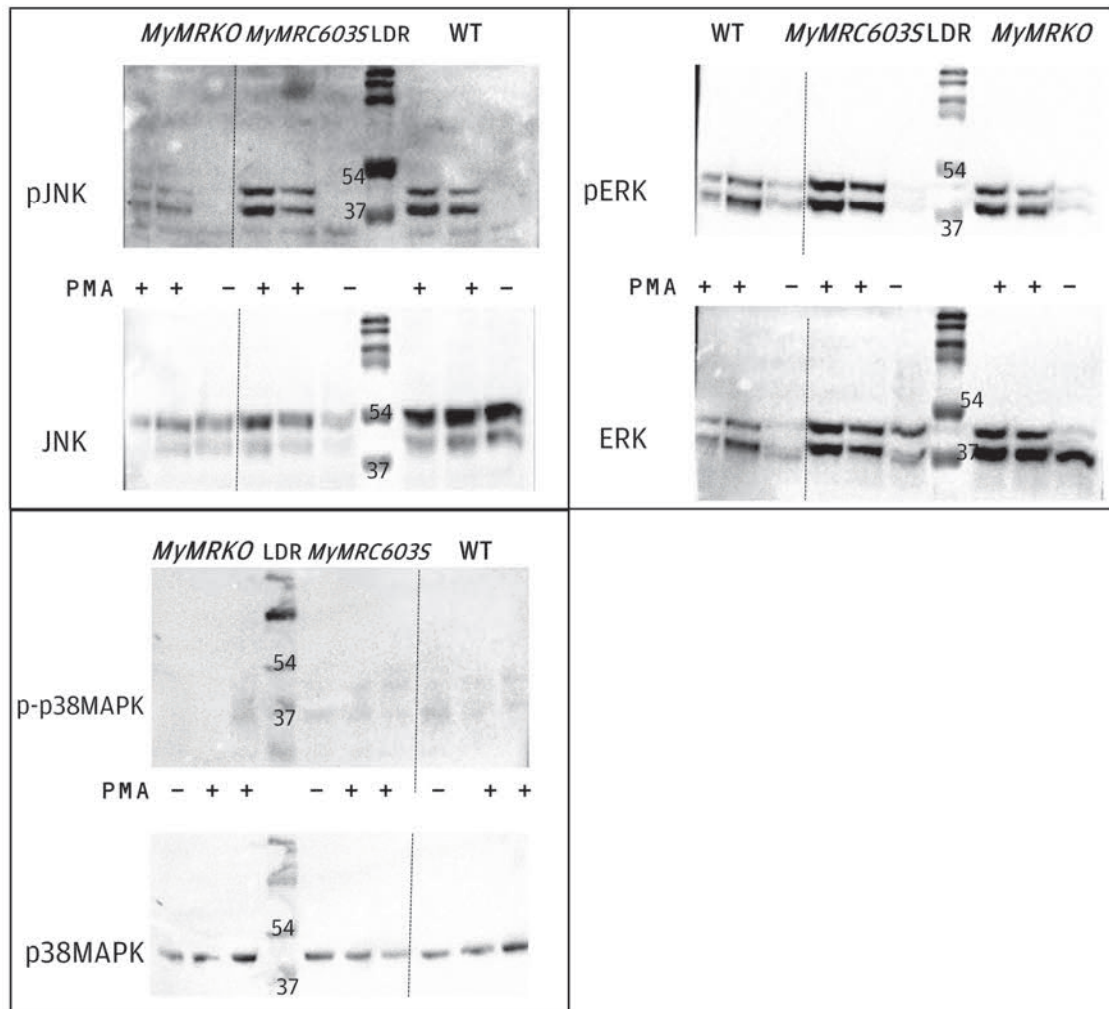 MyMRKO MyMRC603S LDR WT
pJNK
54
37
PMA + + − + + − + + −
JNK
54
37
WT MyMRC603S LDR MyMRKO
pERK
54
37
PMA + + − + + − + + −
ERK
54
37
MyMRKO LDR MyMRC603S WT
p-p38MAPK
54
37
PMA − + + − + + − + +
p38MAPK
54
37